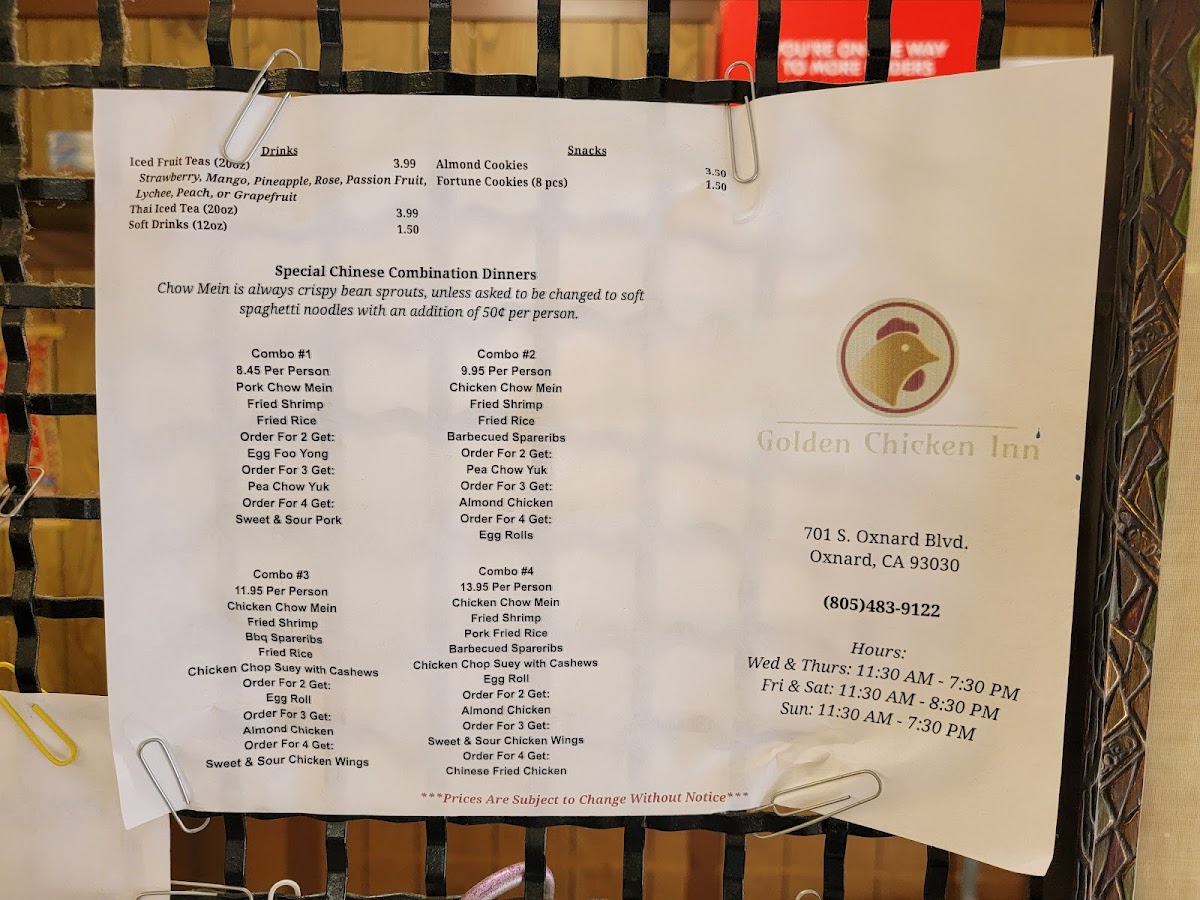 YOU'RE ON WAY
TO MORE
Drinks
Iced Fruit Teas (20oz) 3.99
Strawberry, Mango, Pineapple, Rose, Passion Fruit,
Lychee, Peach, or Grapefruit
Thai Iced Tea (20oz) 3.99
Soft Drinks (12oz) 1.50
Snacks
Almond Cookies 3.50
Fortune Cookies (8 pcs) 1.50
Special Chinese Combination Dinners
Chow Mein is always crispy bean sprouts, unless asked to be changed to soft
spaghetti noodles with an addition of 50¢ per person.
Combo #1
8.45 Per Person
Pork Chow Mein
Fried Shrimp
Fried Rice
Order For 2 Get:
Egg Foo Yong
Order For 3 Get:
Pea Chow Yuk
Order For 4 Get:
Sweet & Sour Pork
Combo #2
9.95 Per Person
Chicken Chow Mein
Fried Shrimp
Fried Rice
Barbecued Spareribs
Order For 2 Get:
Pea Chow Yuk
Order For 3 Get:
Almond Chicken
Order For 4 Get:
Egg Rolls
Combo #3
11.95 Per Person
Chicken Chow Mein
Fried Shrimp
Bbq Spareribs
Fried Rice
Chicken Chop Suey with Cashews
Order For 2 Get:
Egg Roll
Order For 3 Get:
Almond Chicken
Order For 4 Get:
Sweet & Sour Chicken Wings
Combo #4
13.95 Per Person
Chicken Chow Mein
Fried Shrimp
Pork Fried Rice
Barbecued Spareribs
Chicken Chop Suey with Cashews
Egg Roll
Order For 2 Get:
Almond Chicken
Order For 3 Get:
Sweet & Sour Chicken Wings
Order For 4 Get:
Chinese Fried Chicken
***Prices Are Subject to Change Without Notice***
Golden Chicken Inn
701 S. Oxnard Blvd.
Oxnard, CA 93030
(805)483-9122
Hours:
Wed & Thurs: 11:30 AM - 7:30 PM
Fri & Sat: 11:30 AM - 8:30 PM
Sun: 11:30 AM - 7:30 PM